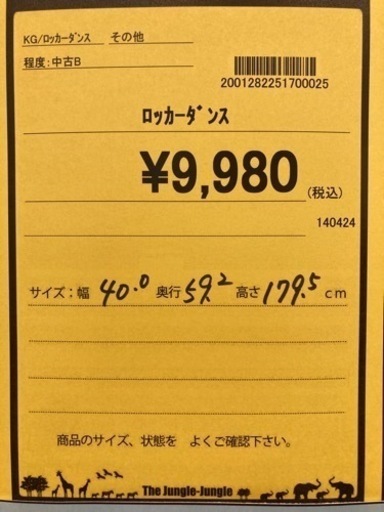 KG/ﾛｯｶｰﾀﾞﾝｽ その他
程度:中古B
2001282251700025
ﾛｯｶｰﾀﾞﾝｽ
¥9,980 (税込)
140424
サイズ:幅 40.0 奥行 59.2 高さ 179.5 cm
商品のサイズ、状態を よくご確認下さい。
The Jungle-Jungle